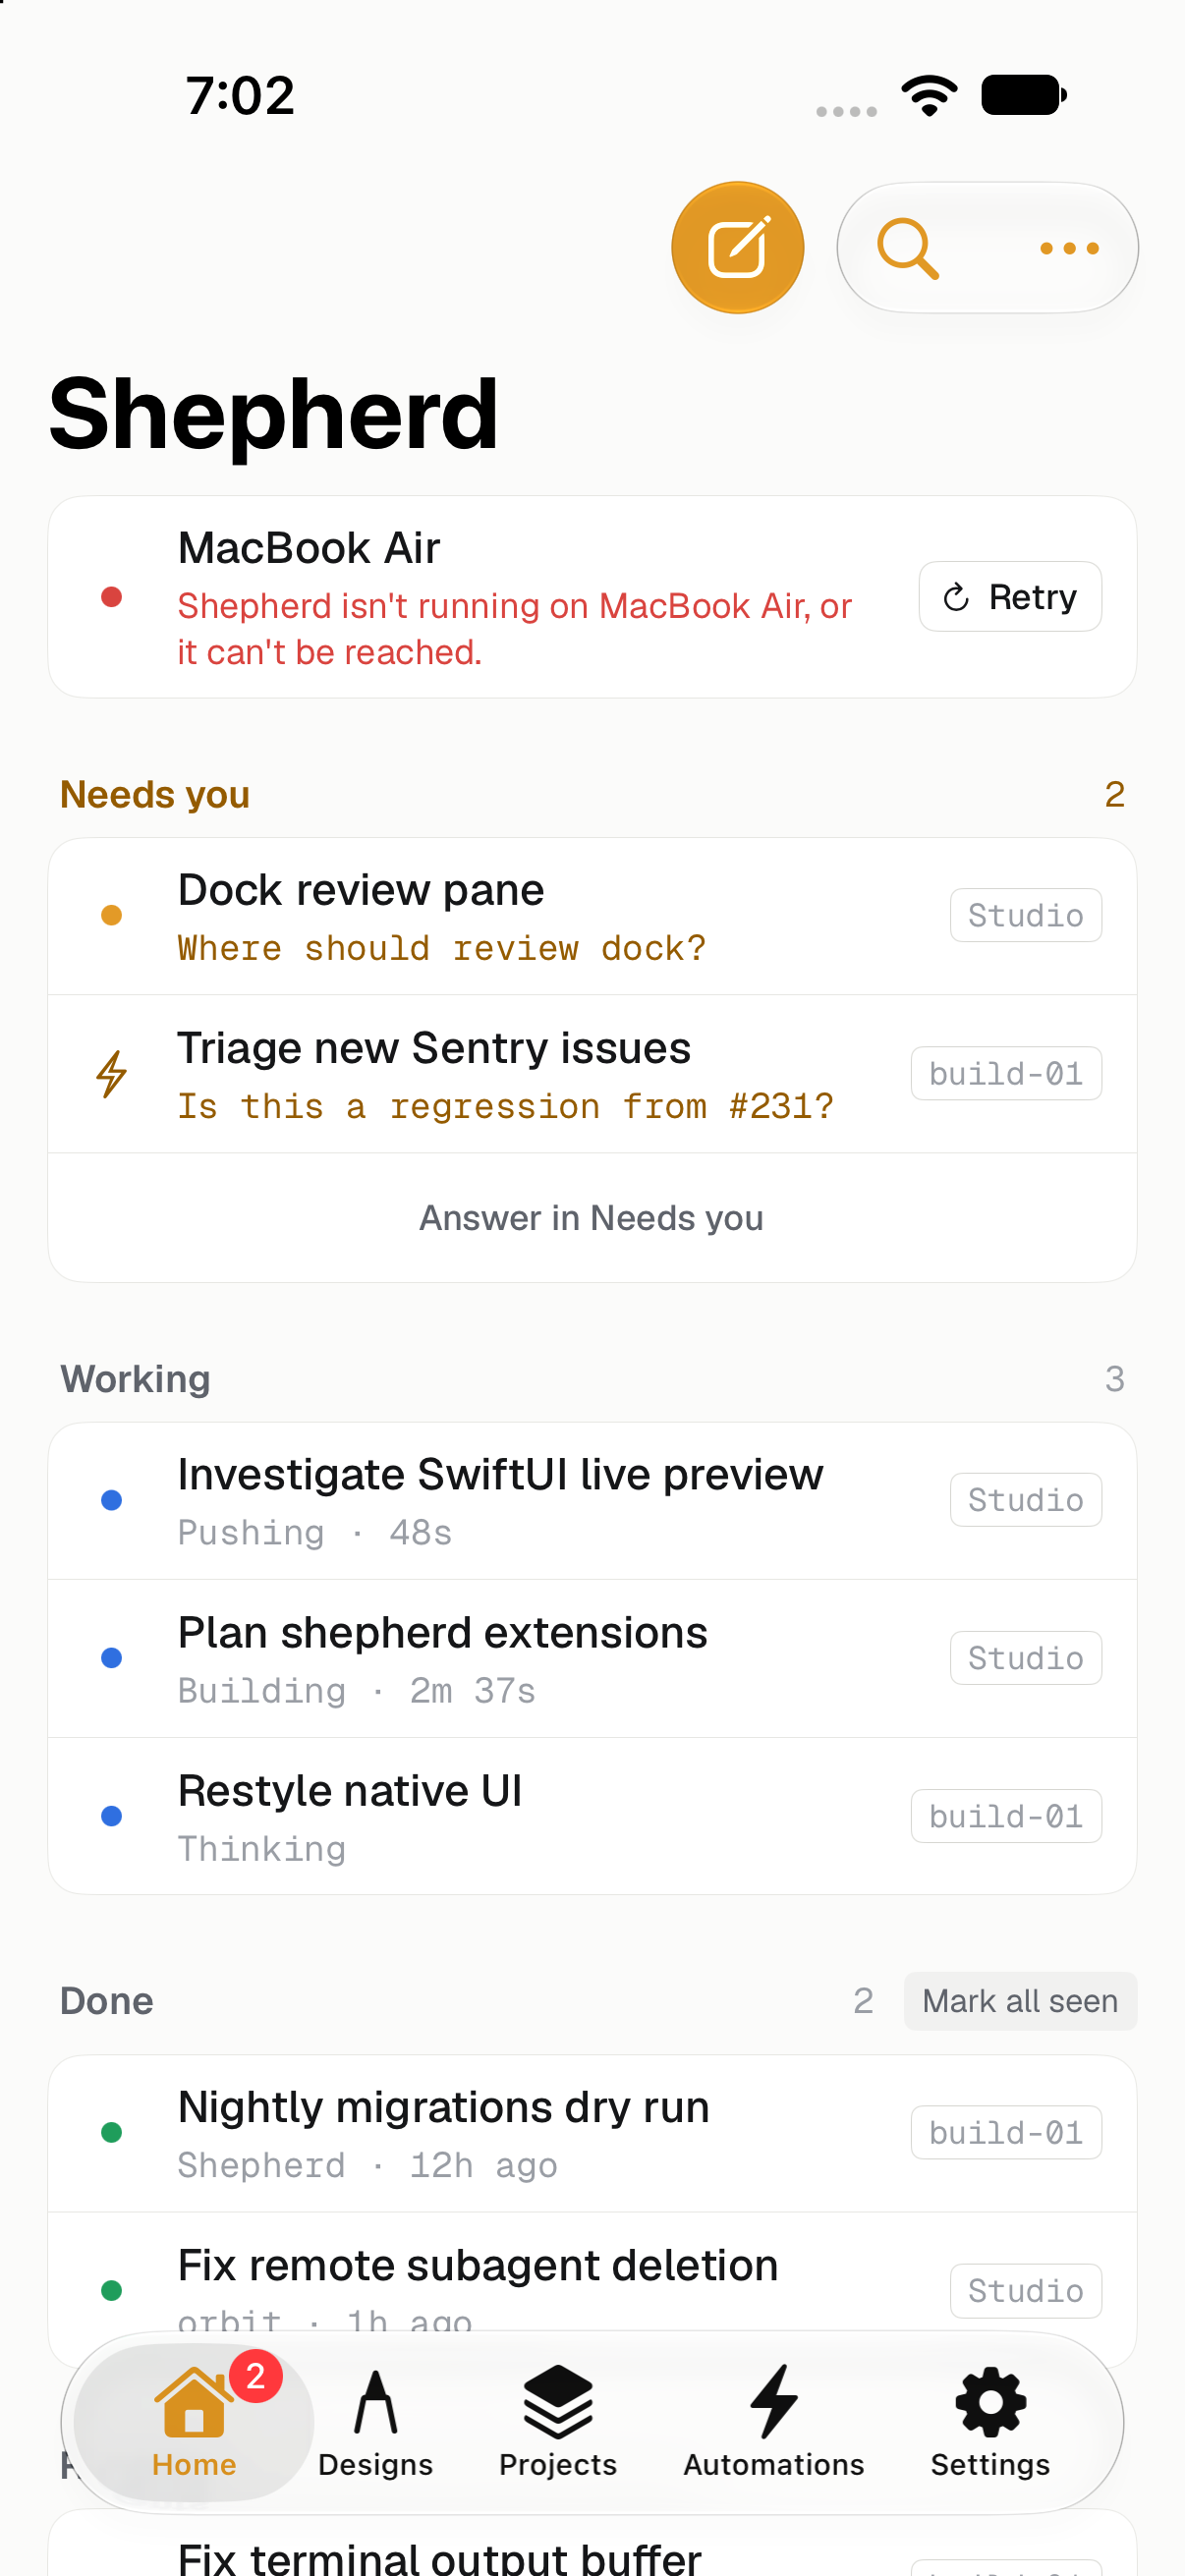 7:02
Shepherd
MacBook Air
Shepherd isn't running on MacBook Air, or
it can't be reached.
Retry
Needs you
2
Dock review pane
Where should review dock?
Studio
Triage new Sentry issues
Is this a regression from #231?
build-01
Answer in Needs you
Working
3
Investigate SwiftUI live preview
Pushing · 48s
Studio
Plan shepherd extensions
Building · 2m 37s
Studio
Restyle native UI
Thinking
build-01
Done
2
Mark all seen
Nightly migrations dry run
Shepherd · 12h ago
build-01
Fix remote subagent deletion
orbit · 1h ago
Studio
2
Home
Designs
Projects
Automations
Settings
Fix terminal output buffer